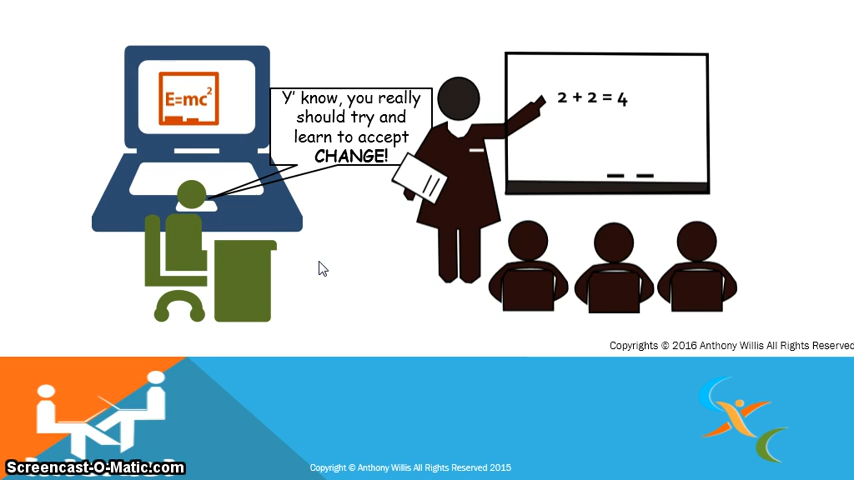 E=mc²
Y' know, you really
should try and
learn to accept
CHANGE!
2 + 2 = 4
Copyrights © 2016 Anthony Willis All Rights Reserved
Screencast-O-Matic.com
Copyright © Anthony Willis All Rights Reserved 2015